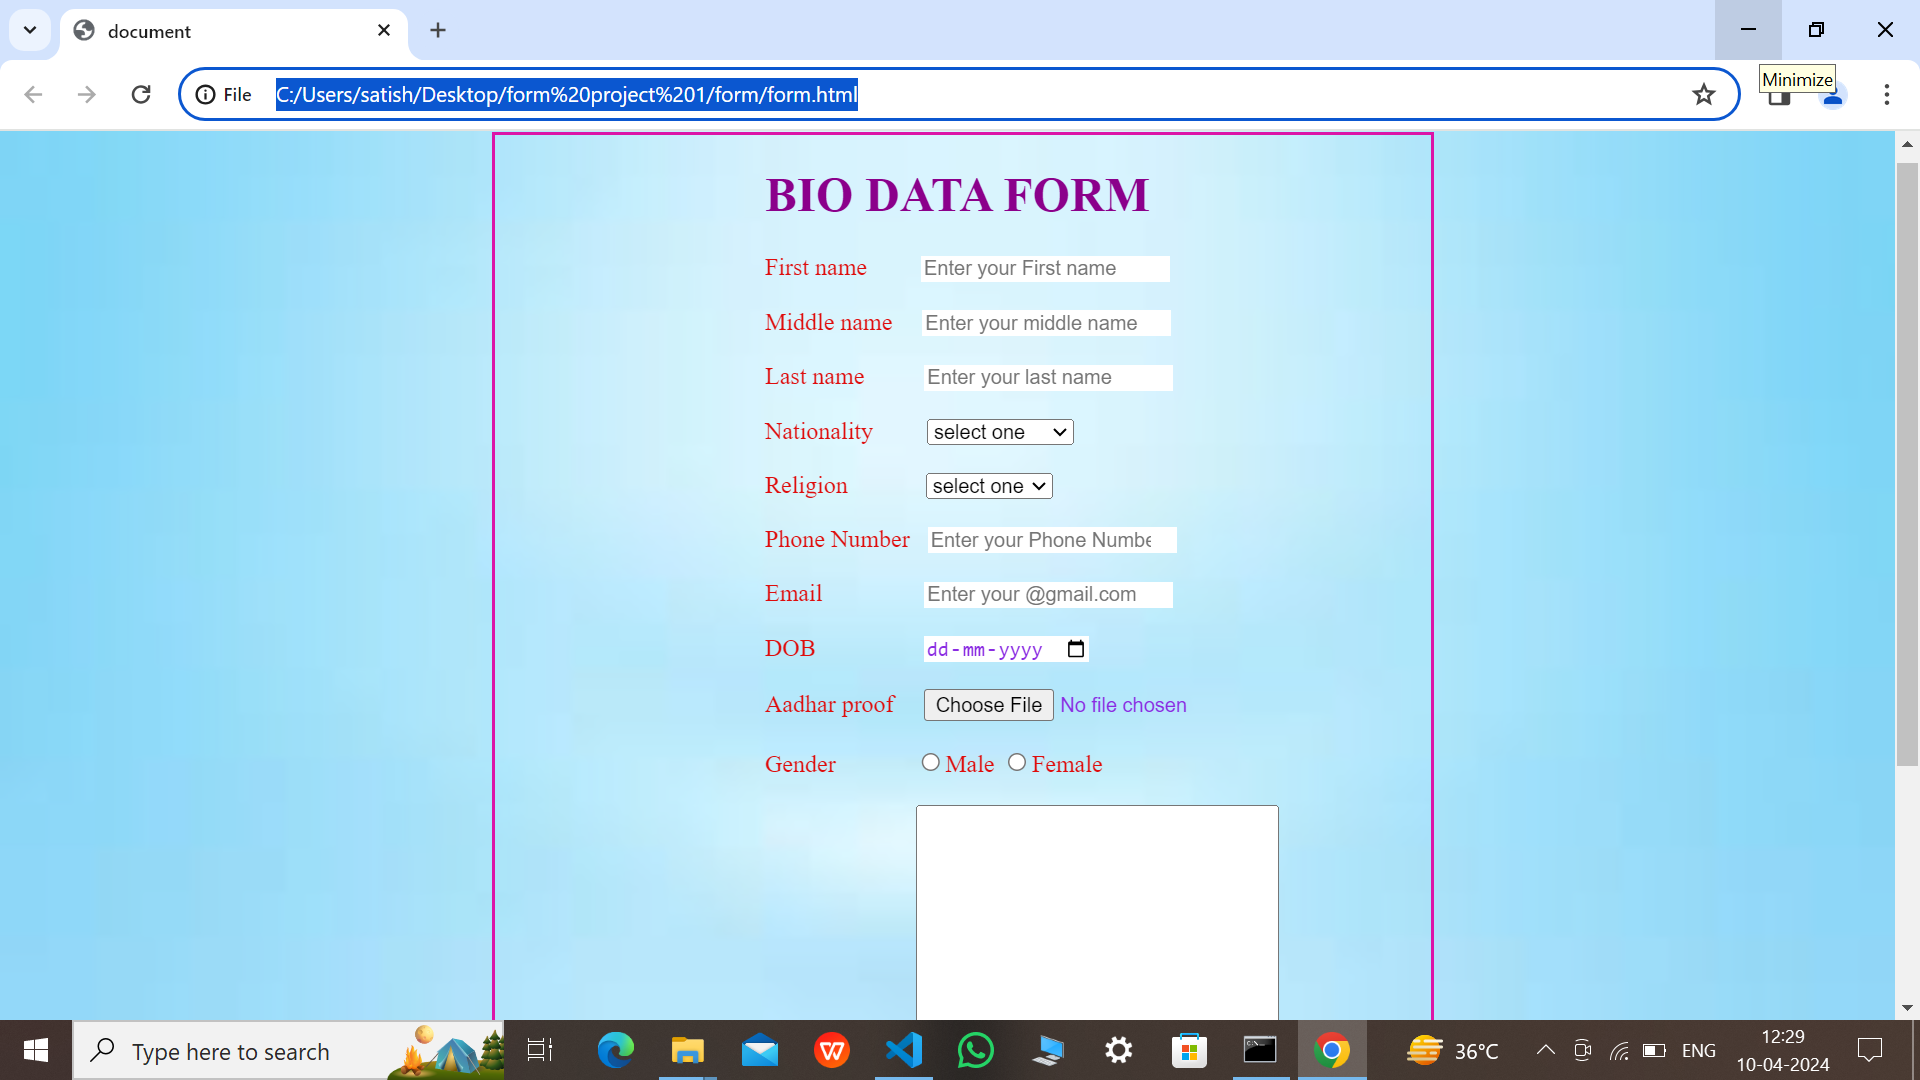 document
File C:/Users/satish/Desktop/form%20project%201/form/form.html
Minimize
BIO DATA FORM
First name Enter your First name
Middle name Enter your middle name
Last name Enter your last name
Nationality select one
Religion select one
Phone Number Enter your Phone Numbe
Email Enter your @gmail.com
DOB dd-mm-yyyy
Aadhar proof Choose File No file chosen
Gender Male Female
Type here to search
36°C
ENG
12:29
10-04-2024